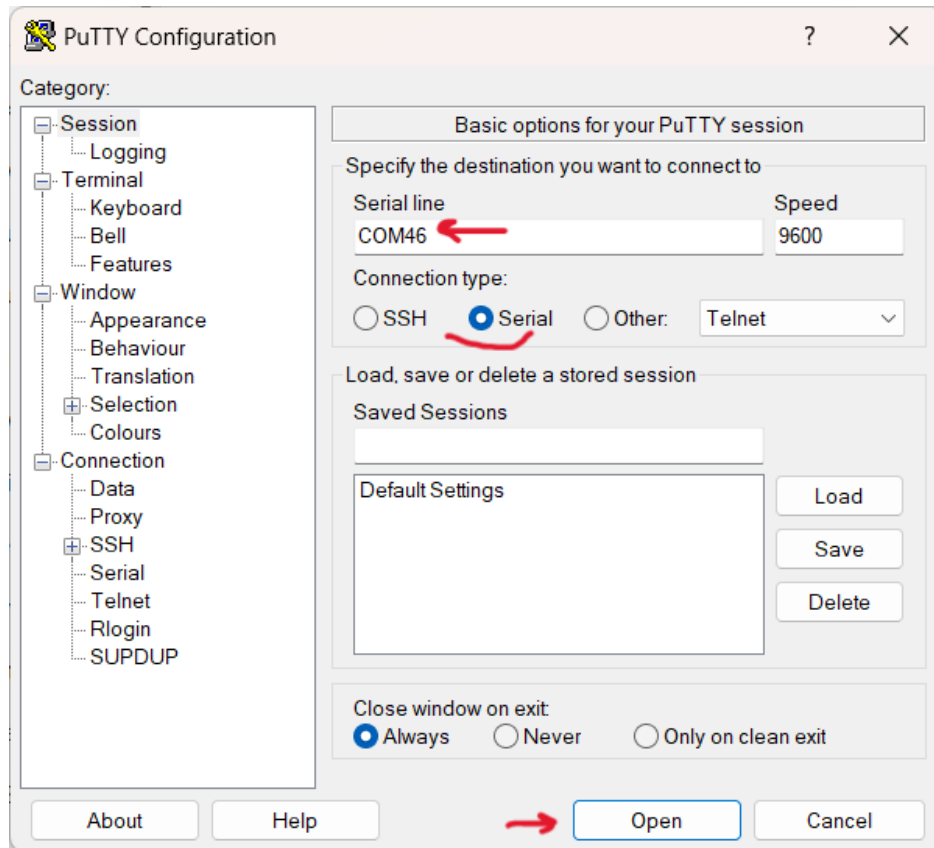 PuTTY Configuration ? X
Category:
Session
Logging
Terminal
Keyboard
Bell
Features
Window
Appearance
Behaviour
Translation
Selection
Colours
Connection
Data
Proxy
SSH
Serial
Telnet
Rlogin
SUPDUP
Basic options for your PuTTY session
Specify the destination you want to connect to
Serial line Speed
COM46 9600
Connection type:
SSH Serial Other: Telnet
Load, save or delete a stored session
Saved Sessions
Default Settings
Load
Save
Delete
Close window on exit:
Always Never Only on clean exit
About Help Open Cancel